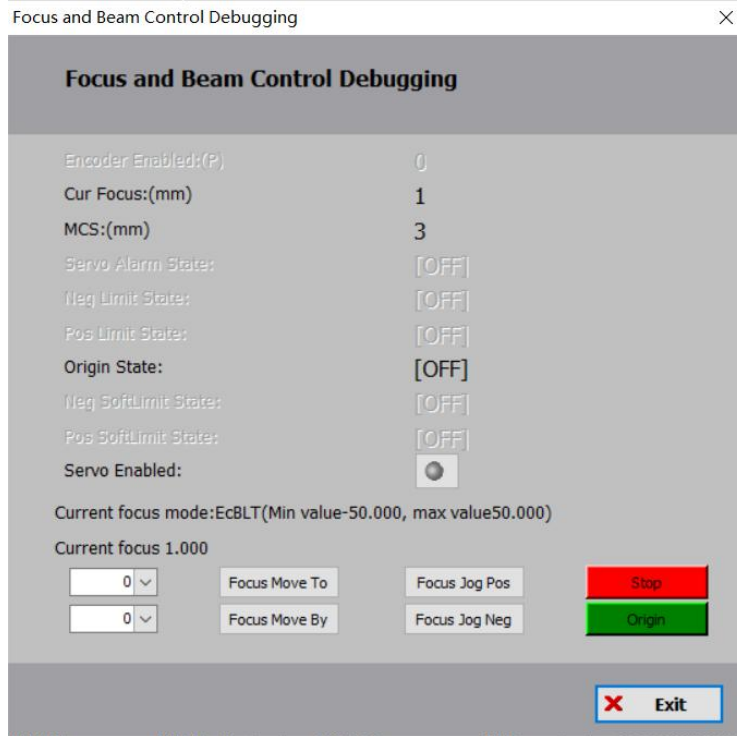 Focus and Beam Control Debugging
Focus and Beam Control Debugging
Encoder Enabled:(P) 0
Cur Focus:(mm) 1
MCS:(mm) 3
Servo Alarm State: [OFF]
Neg Limit State: [OFF]
Pos Limit State: [OFF]
Origin State: [OFF]
Neg SoftLimit State: [OFF]
Pos SoftLimit State: [OFF]
Servo Enabled:
Current focus mode:EcBLT(Min value-50.000, max value50.000)
Current focus 1.000
0 Focus Move To Focus Jog Pos Stop
0 Focus Move By Focus Jog Neg Origin
Exit